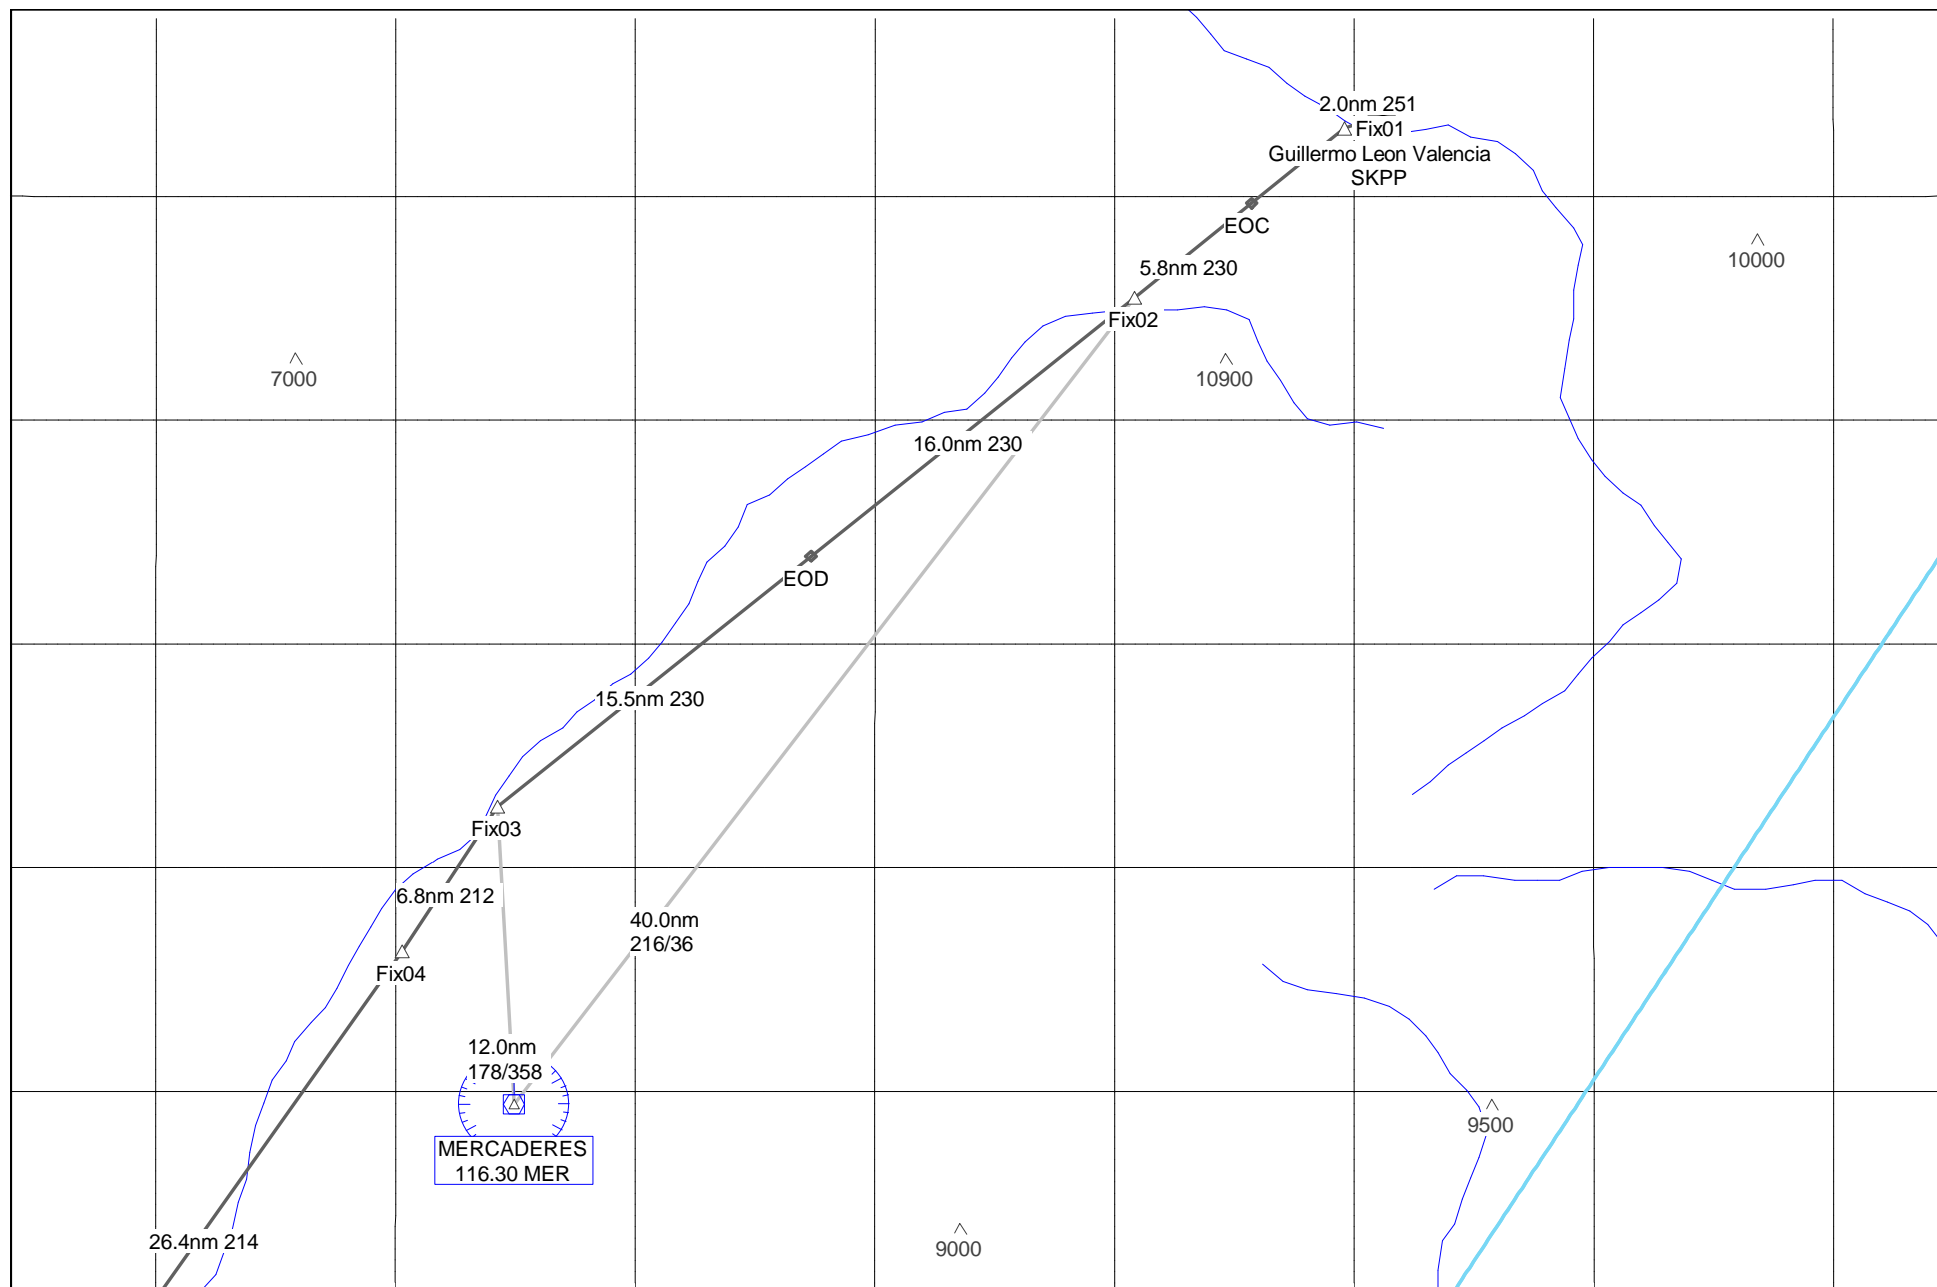 2.0nm 251
Fix01
Guillermo Leon Valencia
SKPP
EOC
10000
5.8nm 230
Fix02
7000
10900
16.0nm 230
EOD
15.5nm 230
Fix03
6.8nm 212
40.0nm
216/36
Fix04
12.0nm
178/358
9500
MERCADERES
116.30 MER
26.4nm 214
9000